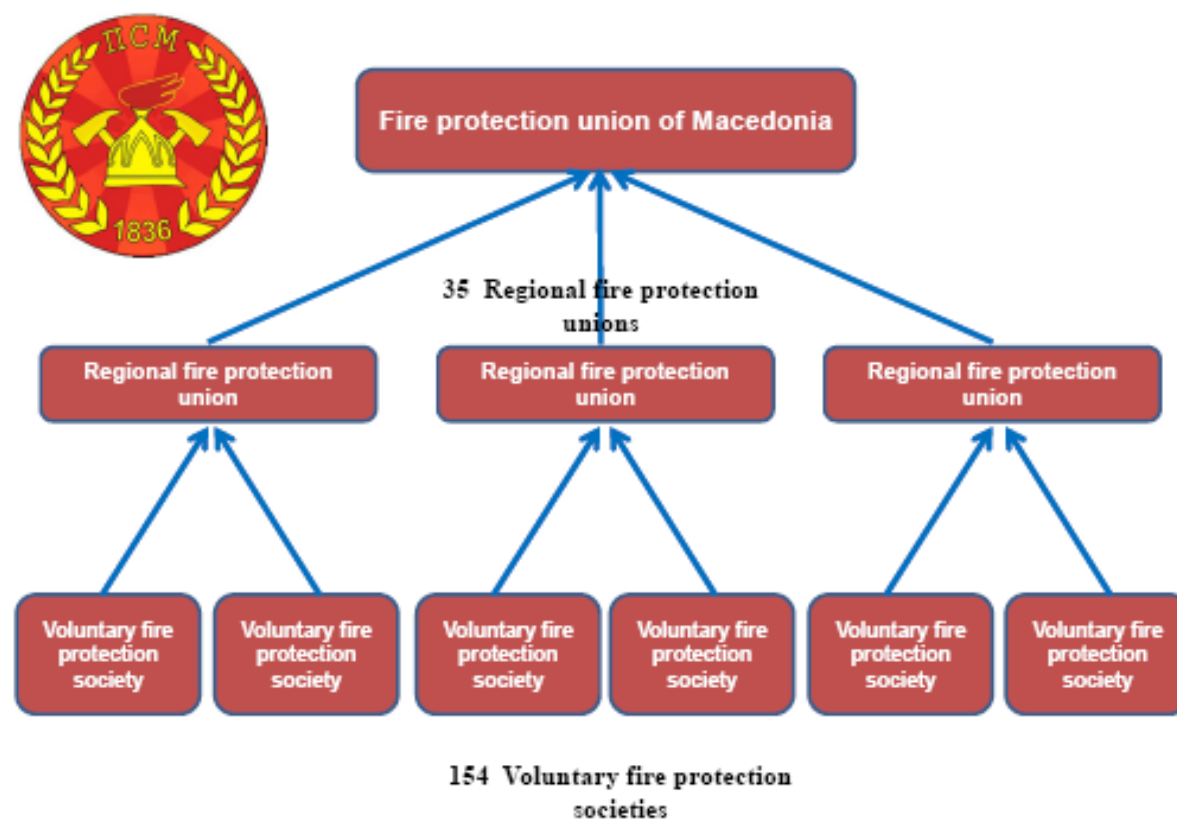 ПСМ
1836
Fire protection union of Macedonia
35 Regional fire protection
unions
Regional fire protection
union
Regional fire protection
union
Regional fire protection
union
Voluntary fire
protection
society
Voluntary fire
protection
society
Voluntary fire
protection
society
Voluntary fire
protection
society
Voluntary fire
protection
society
Voluntary fire
protection
society
154 Voluntary fire protection
societies